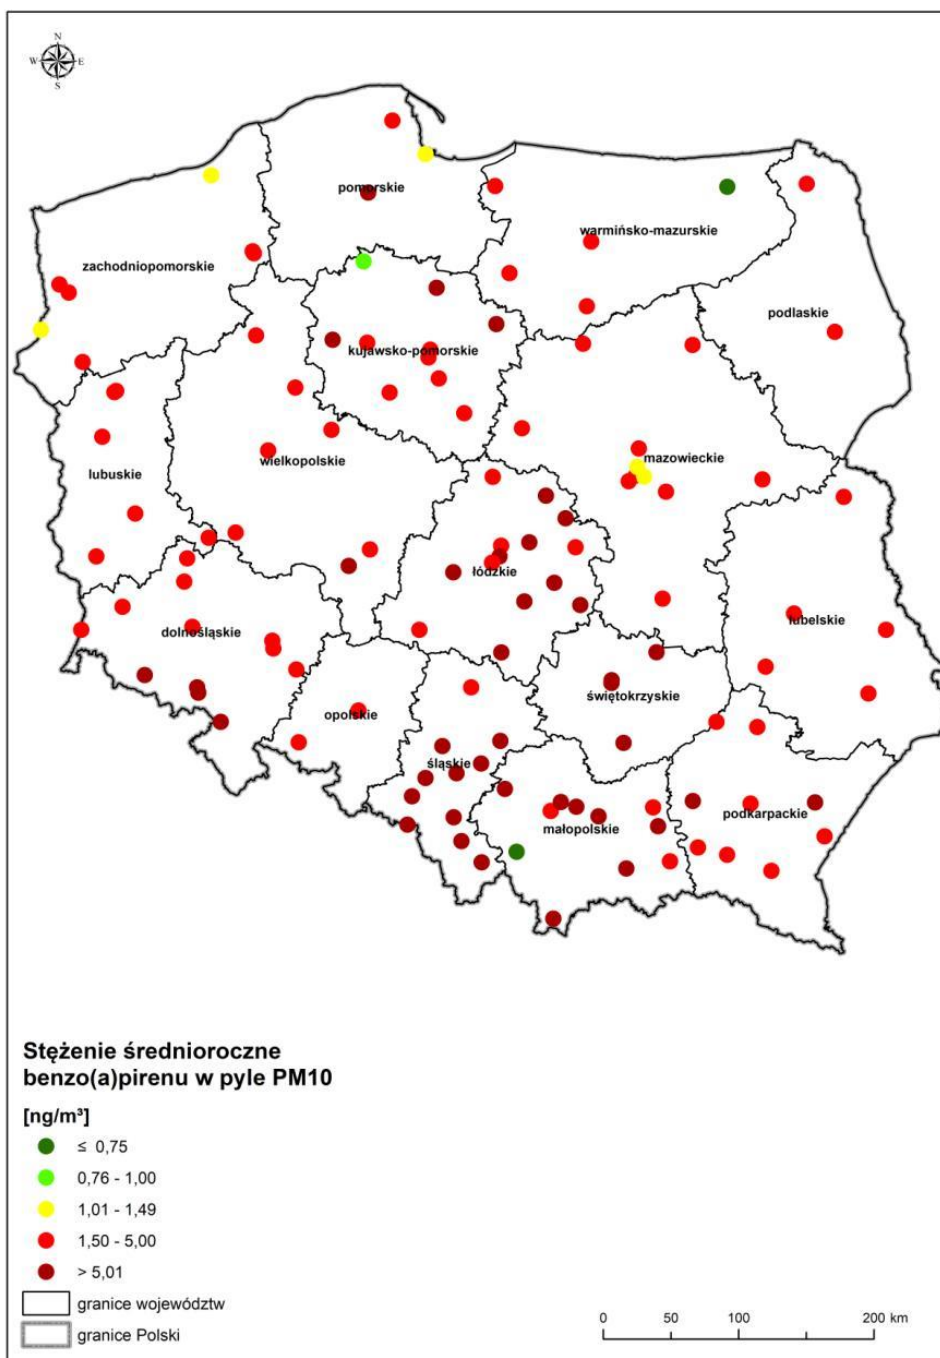 N
W E
S
pomorskie
warmińsko-mazurskie
zachodniopomorskie
podlaskie
kujawsko-pomorskie
mazowieckie
wielkopolskie
lubuskie
łódzkie
lubelskie
dolnośląskie
świętokrzyskie
opolskie
śląskie
podkarpackie
małopolskie
Stężenie średnioroczne
benzo(a)pirenu w pyle PM10
[ng/m³]
≤ 0,75
0,76 - 1,00
1,01 - 1,49
1,50 - 5,00
> 5,01
granice województw
granice Polski
0 50 100 200 km